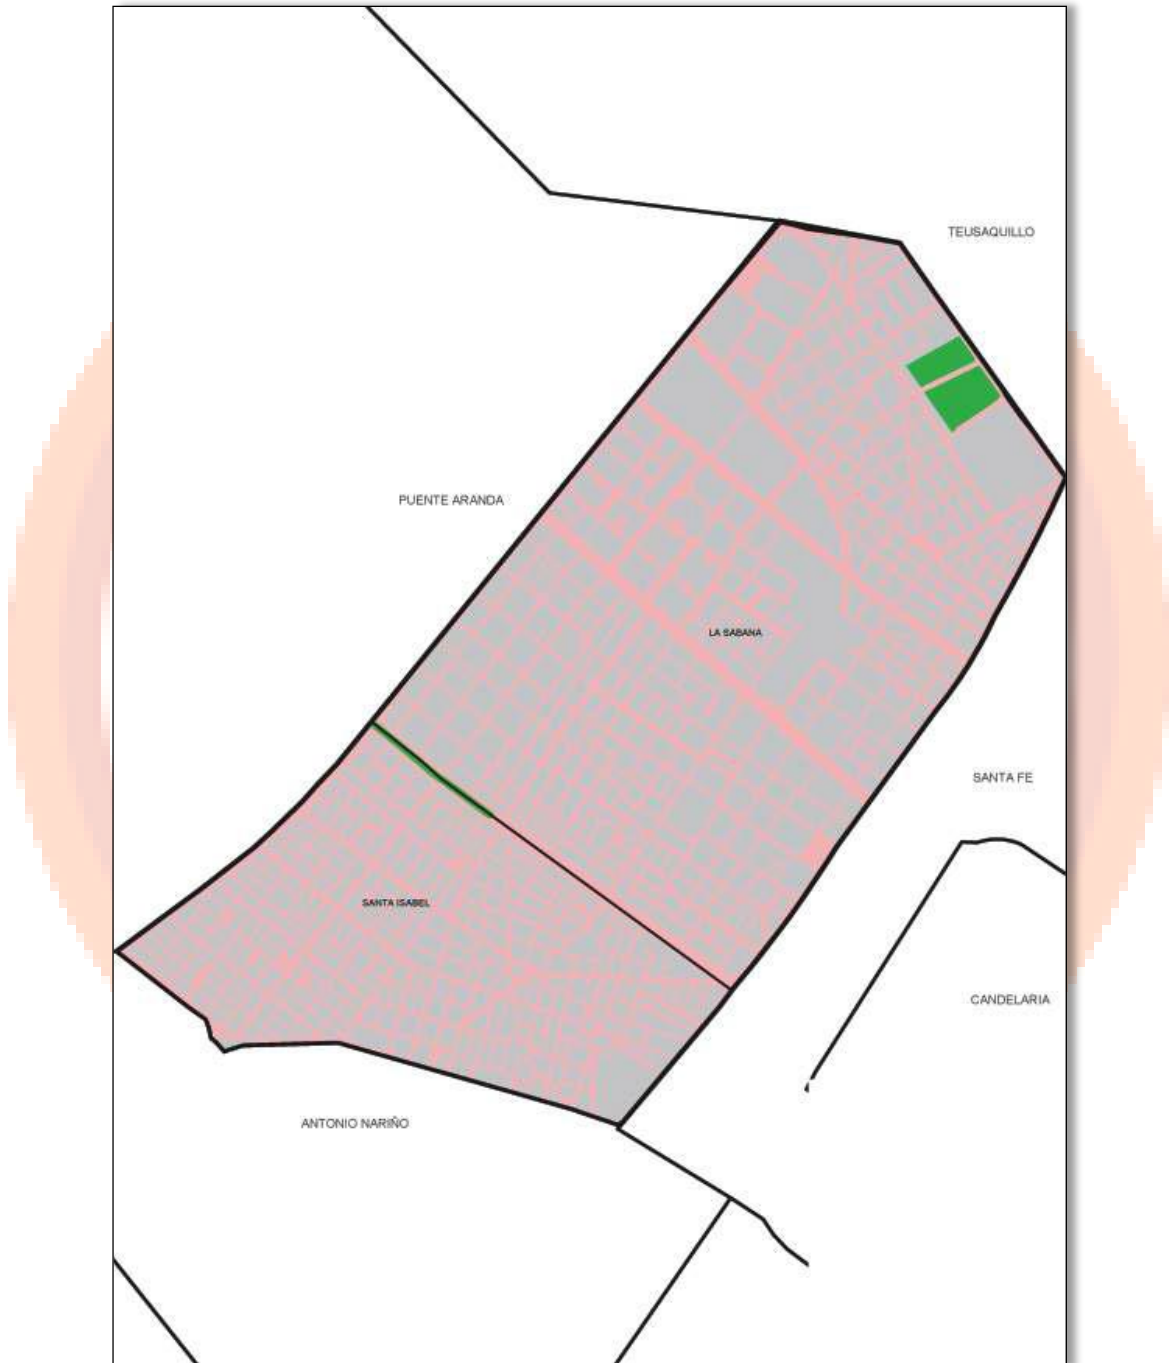 TEUSAQUILLO
PUENTE ARANDA
LA SABANA
SANTA FE
SANTA ISABEL
CANDELARIA
ANTONIO NARIÑO